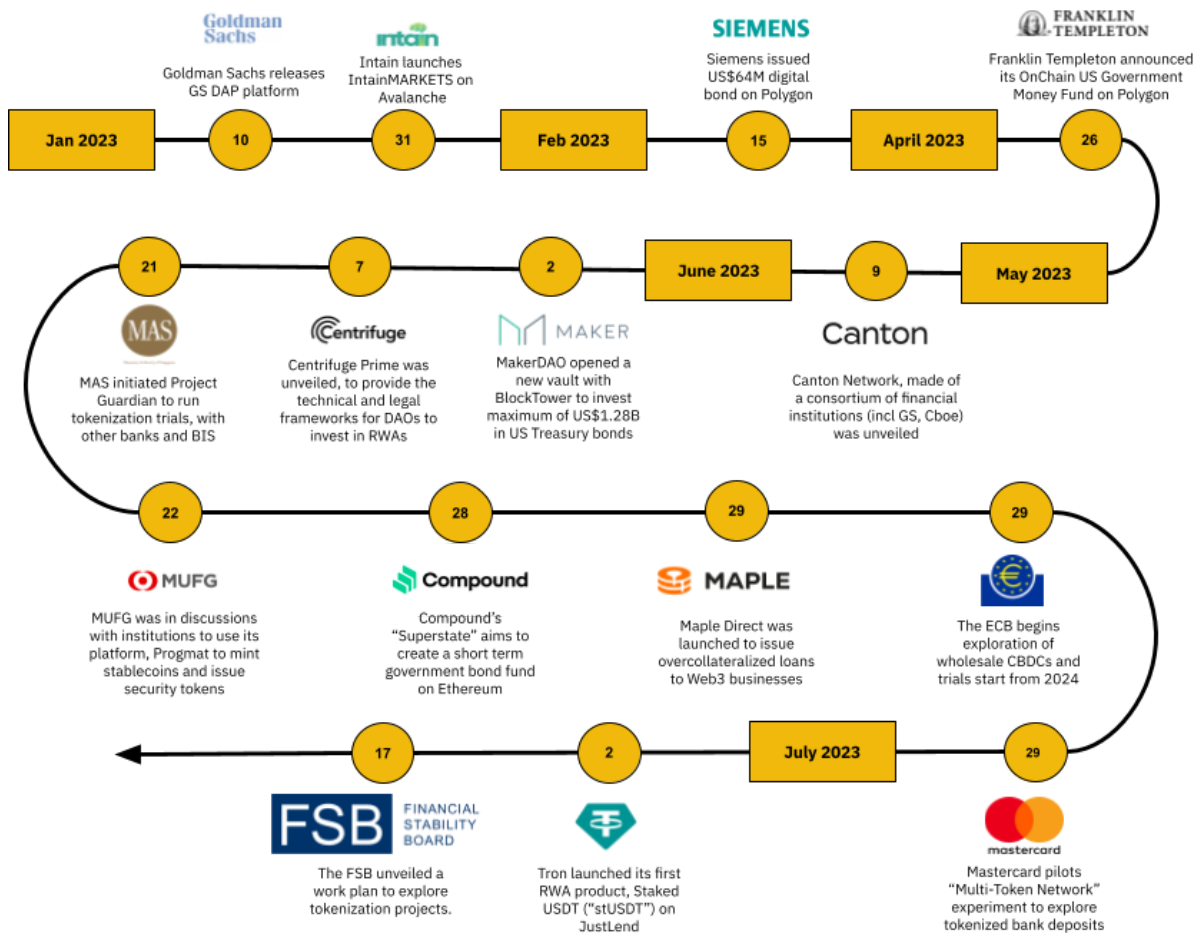 Goldman
Sachs
Goldman Sachs releases
GS DAP platform
intain
Intain launches
IntainMARKETS on
Avalanche
SIEMENS
Siemens issued
US$64M digital
bond on Polygon
FRANKLIN
TEMPLETON
Franklin Templeton announced
its OnChain US Government
Money Fund on Polygon
Jan 2023
10
31
Feb 2023
15
April 2023
26
May 2023
9
June 2023
2
7
21
Canton
Canton Network, made of
a consortium of financial
institutions (incl GS, Cboe)
was unveiled
MAKER
MakerDAO opened a
new vault with
BlockTower to invest
maximum of US$1.28B
in US Treasury bonds
Centrifuge
Centrifuge Prime was
unveiled, to provide the
technical and legal
frameworks for DAOs to
invest in RWAs
MAS
MAS initiated Project
Guardian to run
tokenization trials, with
other banks and BIS
22
28
29
29
MUFG
MUFG was in discussions
with institutions to use its
platform, Progmat to mint
stablecoins and issue
security tokens
Compound
Compound's
“Superstate” aims to
create a short term
government bond fund
on Ethereum
MAPLE
Maple Direct was
launched to issue
overcollateralized loans
to Web3 businesses
The ECB begins
exploration of
wholesale CBDCs and
trials start from 2024
29
July 2023
2
17
mastercard
Mastercard pilots
“Multi-Token Network”
experiment to explore
tokenized bank deposits
Tron launched its first
RWA product, Staked
USDT (“stUSDT”) on
JustLend
FSB
FINANCIAL
STABILITY
BOARD
The FSB unveiled a
work plan to explore
tokenization projects.